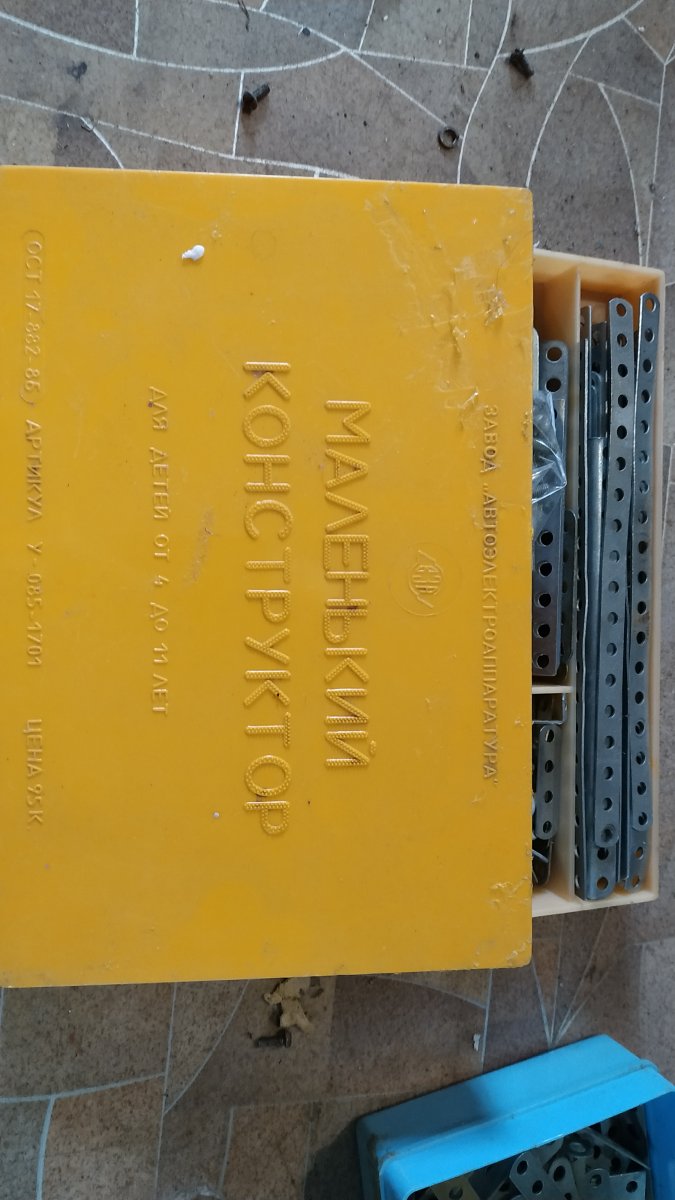 ЗАВОД „АВТОЭЛЕКТРОАППАРАТУРА"
МАЛЕНЬКИЙ
КОНСТРУКТОР
ДЛЯ ДЕТЕЙ ОТ 4 ДО 11 ЛЕТ
(ОСТ 17-882-86) АРТИКУЛ У-085-1701 ЦЕНА 95К